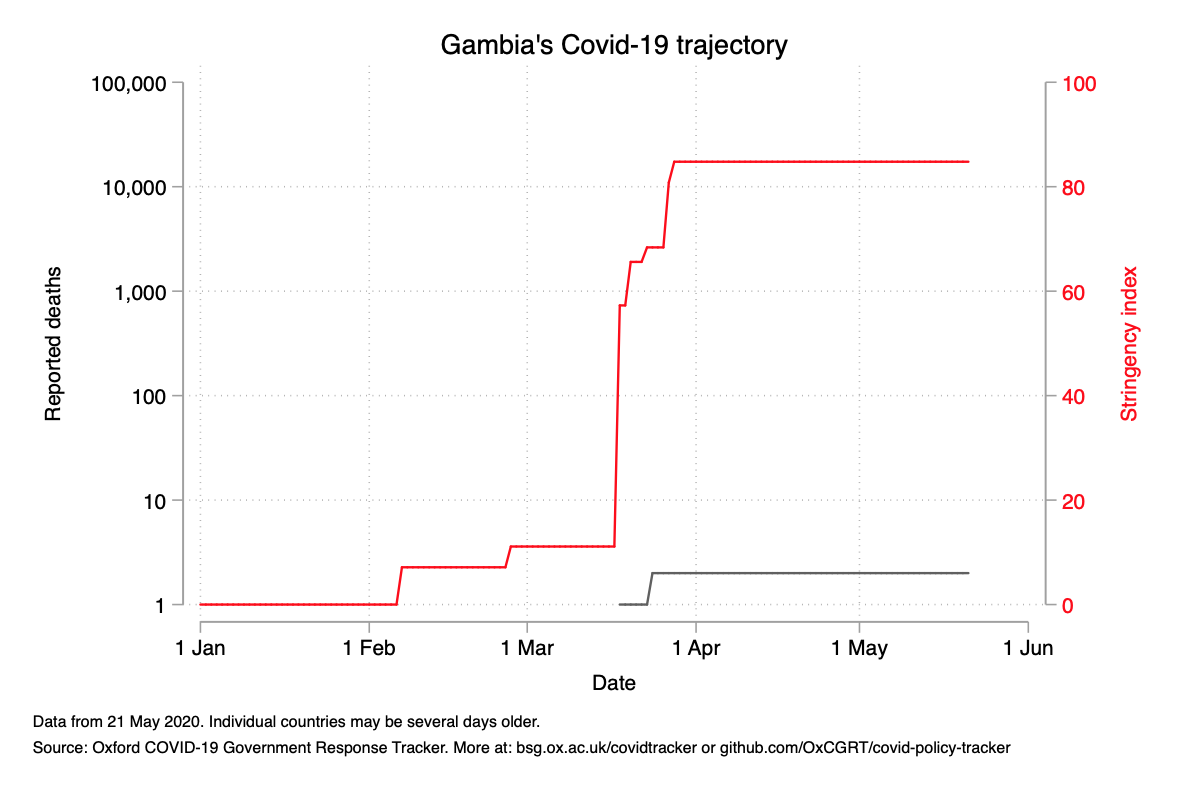 Gambia's Covid-19 trajectory
100,000
10,000
1,000
100
10
1
Reported deaths
100
80
60
40
20
0
Stringency index
1 Jan
1 Feb
1 Mar
1 Apr
1 May
1 Jun
Date
Data from 21 May 2020. Individual countries may be several days older.
Source: Oxford COVID-19 Government Response Tracker. More at: bsg.ox.ac.uk/covidtracker or github.com/OxCGRT/covid-policy-tracker